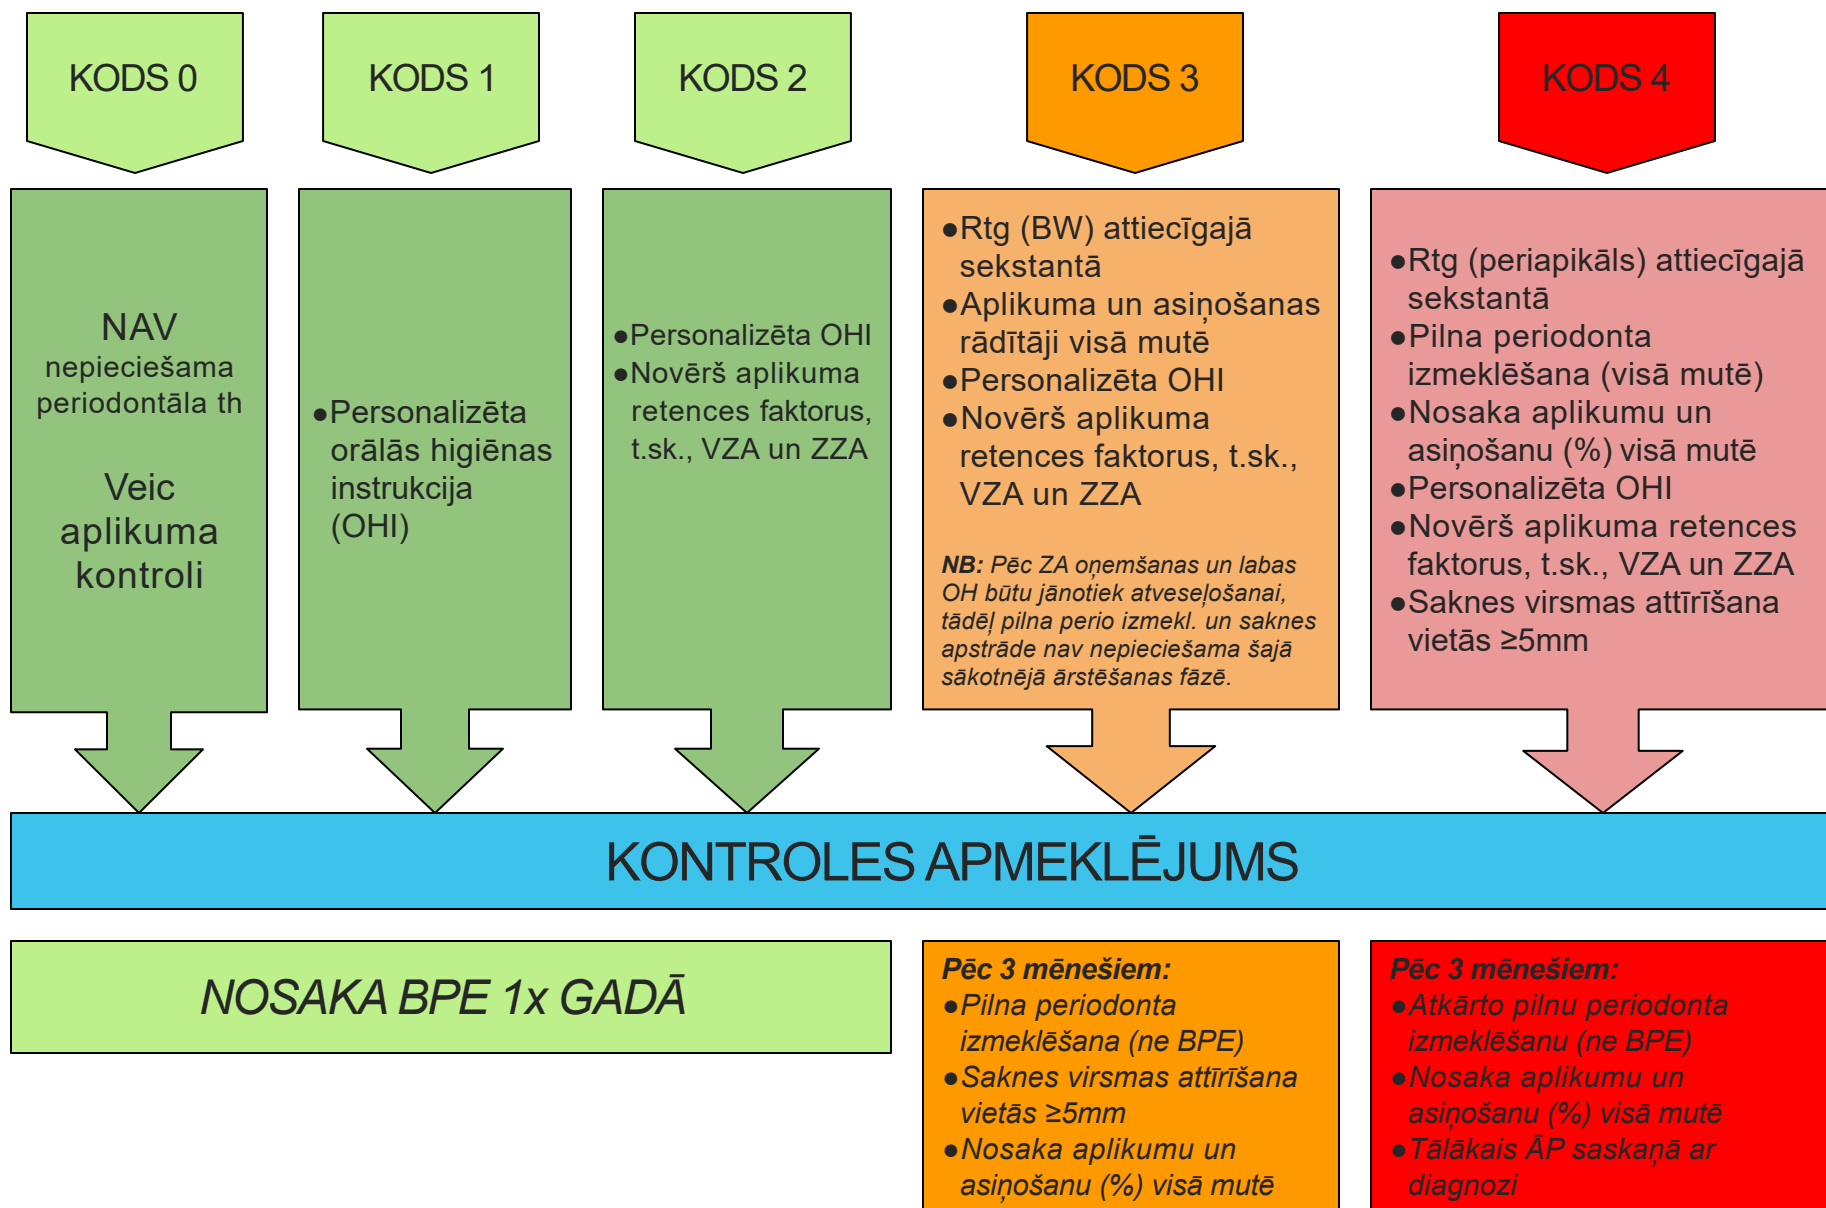 KODS 0
KODS 1
KODS 2
KODS 3
KODS 4
NAV
nepieciešama
periodontāla th
Veic
aplikuma
kontroli
●Personalizēta
orālās higiēnas
instrukcija
(OHI)
●Personalizēta OHI
●Novērš aplikuma
retences faktorus,
t.sk., VZA un ZZA
●Rtg (BW) attiecīgajā
sekstantā
●Aplikuma un asiņošanas
rādītāji visā mutē
●Personalizēta OHI
●Novērš aplikuma
retences faktorus, t.sk.,
VZA un ZZA
NB: Pēc ZA oņemšanas un labas
OH būtu jānotiek atveseļošanai,
tādēļ pilna perio izmekl. un saknes
apstrāde nav nepieciešama šajā
sākotnējā ārstēšanas fāzē.
●Rtg (periapikāls) attiecīgajā
sekstantā
●Pilna periodonta
izmeklēšana (visā mutē)
●Nosaka aplikumu un
asiņošanu (%) visā mutē
●Personalizēta OHI
●Novērš aplikuma retences
faktorus, t.sk., VZA un ZZA
●Saknes virsmas attīrīšana
vietās ≥5mm
KONTROLES APMEKLĒJUMS
NOSAKA BPE 1x GADĀ
Pēc 3 mēnešiem:
●Pilna periodonta
izmeklēšana (ne BPE)
●Saknes virsmas attīrīšana
vietās ≥5mm
●Nosaka aplikumu un
asiņošanu (%) visā mutē
Pēc 3 mēnešiem:
●Atkārto pilnu periodonta
izmeklēšanu (ne BPE)
●Nosaka aplikumu un
asiņošanu (%) visā mutē
●Tālākais ĀP saskaņā ar
diagnozi